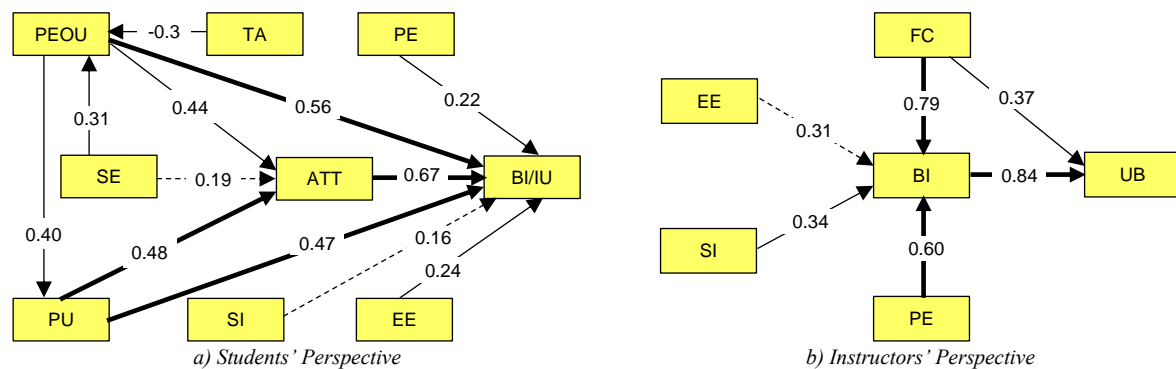 PEOU
-0.3
TA
PE
FC
0.22
0.37
EE
0.79
0.44
0.56
0.31
0.31
SE
0.19
ATT
0.67
BI/IU
BI
0.84
UB
0.34
SI
0.40
0.48
0.47
0.16
0.24
0.60
PU
SI
EE
PE
a) Students' Perspective
b) Instructors' Perspective